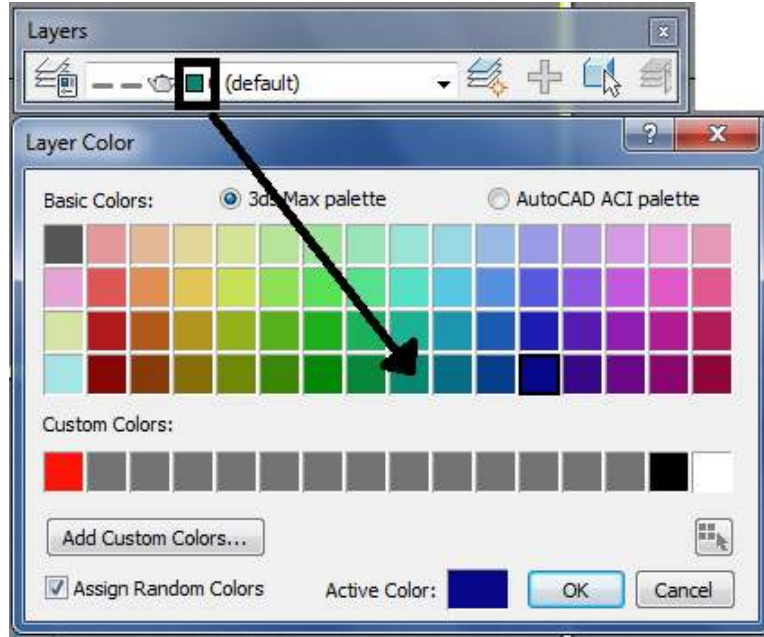 Layers
(default)
Layer Color
Basic Colors:
3ds Max palette
AutoCAD ACI palette
Custom Colors:
Add Custom Colors...
Assign Random Colors
Active Color:
OK
Cancel